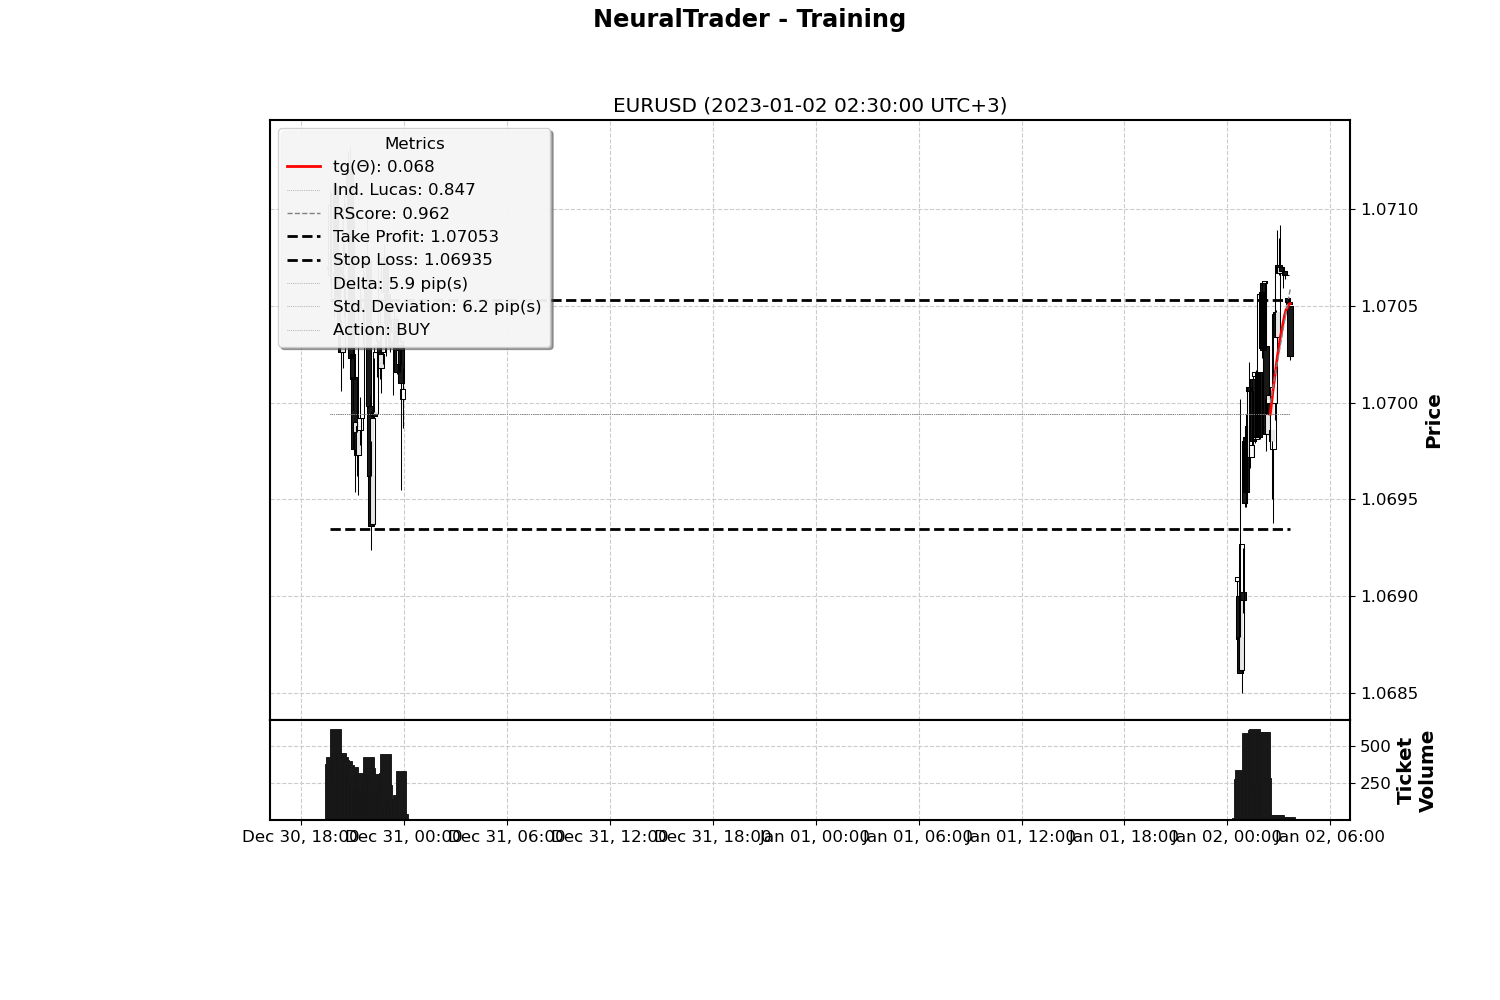 NeuralTrader - Training
EURUSD (2023-01-02 02:30:00 UTC+3)
Metrics
tg(Θ): 0.068
Ind. Lucas: 0.847
RScore: 0.962
Take Profit: 1.07053
Stop Loss: 1.06935
Delta: 5.9 pip(s)
Std. Deviation: 6.2 pip(s)
Action: BUY
1.0710
1.0705
1.0700
1.0695
1.0690
1.0685
Price
500
250
Ticket
Volume
Dec 30, 18:00
Dec 31, 00:00
Dec 31, 06:00
Dec 31, 12:00
Dec 31, 18:00
Jan 01, 00:00
Jan 01, 06:00
Jan 01, 12:00
Jan 01, 18:00
Jan 02, 00:00
Jan 02, 06:00